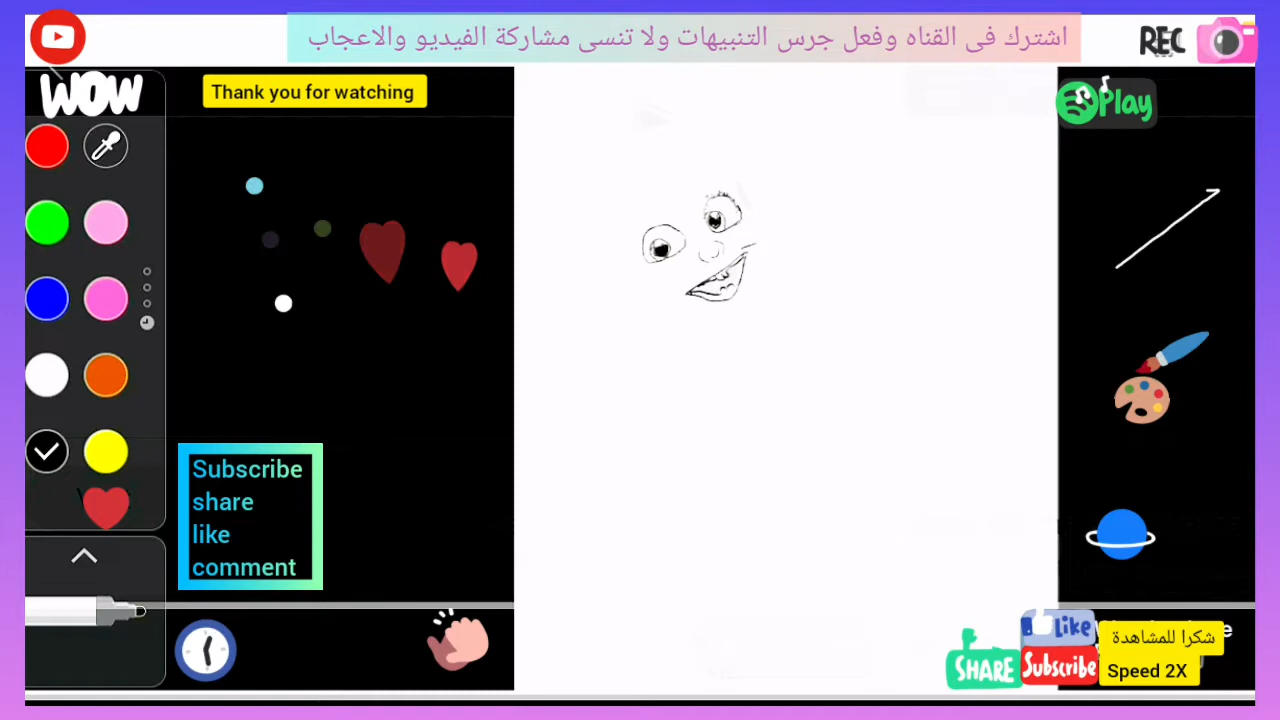 اشترك فى القناه وفعل جرس التنبيهات ولا تنسى مشاركة الفيديو والاعجاب
REC
WOW
Thank you for watching
Play
Subscribe
share
like
comment
Like
شكرا للمشاهدة
SHARE
Subscribe
Speed 2X